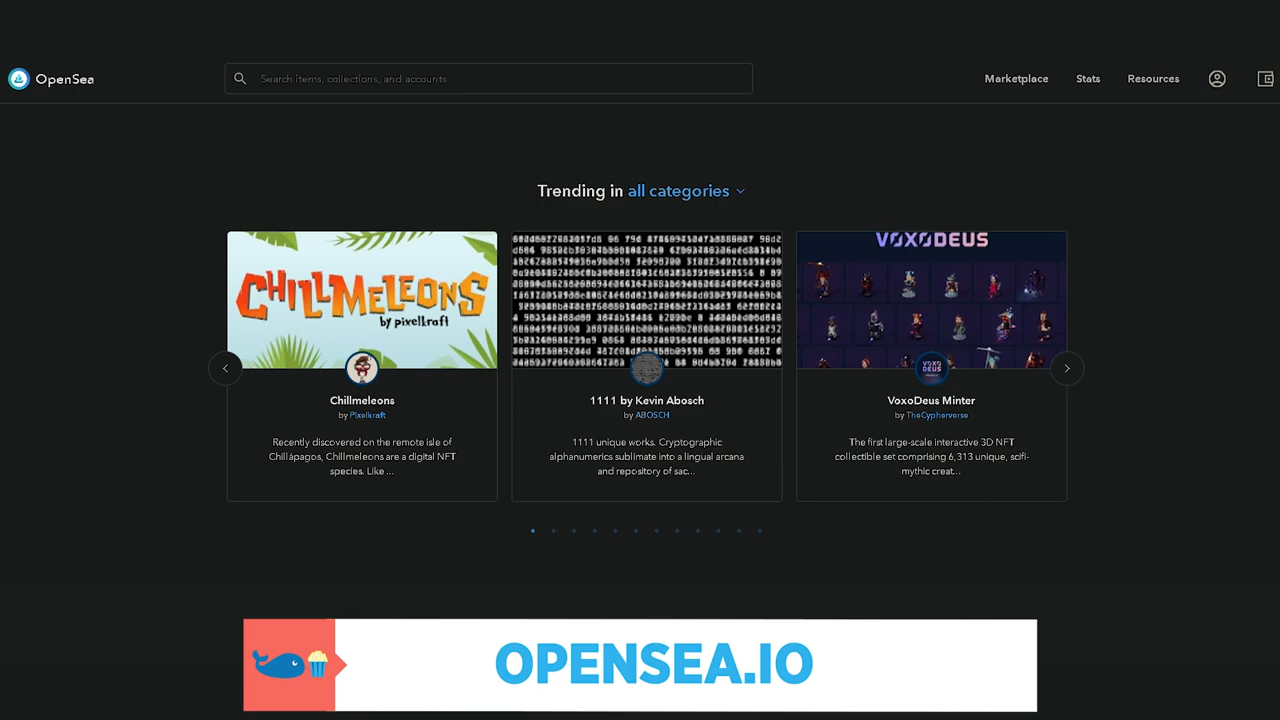 OpenSea
Search items, collections, and accounts
Marketplace
Stats
Resources
Trending in all categories
CHILLMELEONS
by pixelkraft
VOXODEUS
VOXO
DEUS
Chillmeleons
by Pixelkraft
Recently discovered on the remote isle of
Chillápagos, Chillmeleons are a digital NFT
species. Like ...
1111 by Kevin Abosch
by ABOSCH
1111 unique works. Cryptographic
alphanumerics sublimate into a lingual arcana
and repository of sac...
VoxoDeus Minter
by TheCypherverse
The first large-scale interactive 3D NFT
collectible set comprising 6,313 unique, scifi-
mythic creat...
OPENSEA.IO